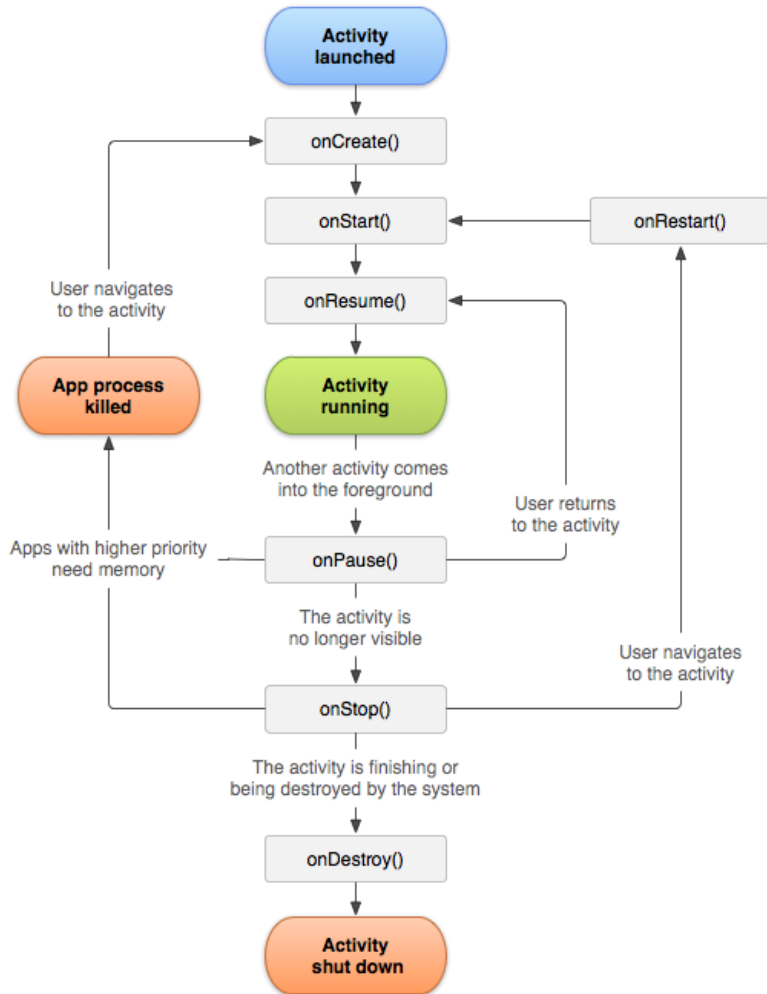 Activity
launched
onCreate()
onStart()
onRestart()
User navigates
to the activity
onResume()
App process
killed
Activity
running
Another activity comes
into the foreground
User returns
to the activity
Apps with higher priority
need memory
onPause()
The activity is
no longer visible
User navigates
to the activity
onStop()
The activity is finishing or
being destroyed by the system
onDestroy()
Activity
shut down